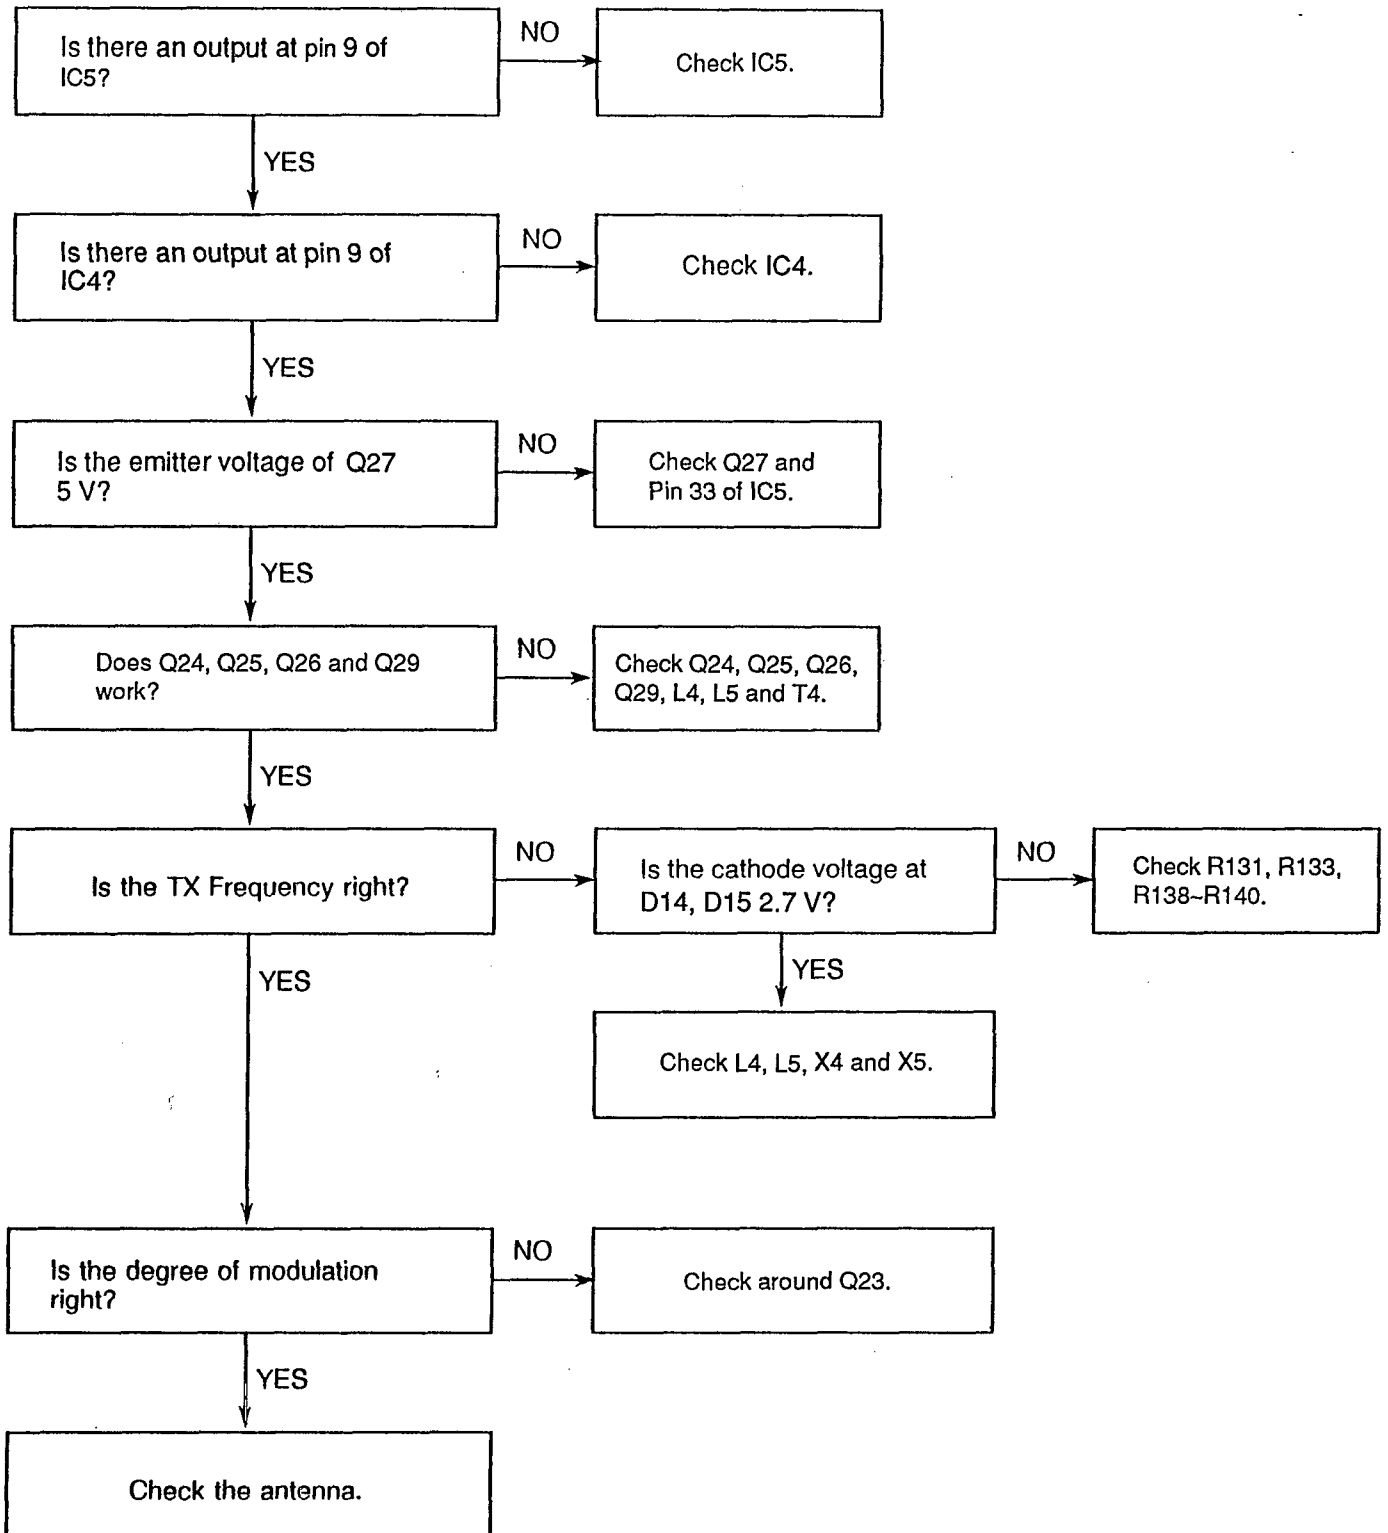 Is there an output at pin 9 of
IC5?
NO
Check IC5.
YES
Is there an output at pin 9 of
IC4?
NO
Check IC4.
YES
Is the emitter voltage of Q27
5 V?
NO
Check Q27 and
Pin 33 of IC5.
YES
Does Q24, Q25, Q26 and Q29
work?
NO
Check Q24, Q25, Q26,
Q29, L4, L5 and T4.
YES
Is the TX Frequency right?
NO
Is the cathode voltage at
D14, D15 2.7 V?
NO
Check R131, R133,
R138~R140.
YES
YES
Check L4, L5, X4 and X5.
Is the degree of modulation
right?
NO
Check around Q23.
YES
Check the antenna.